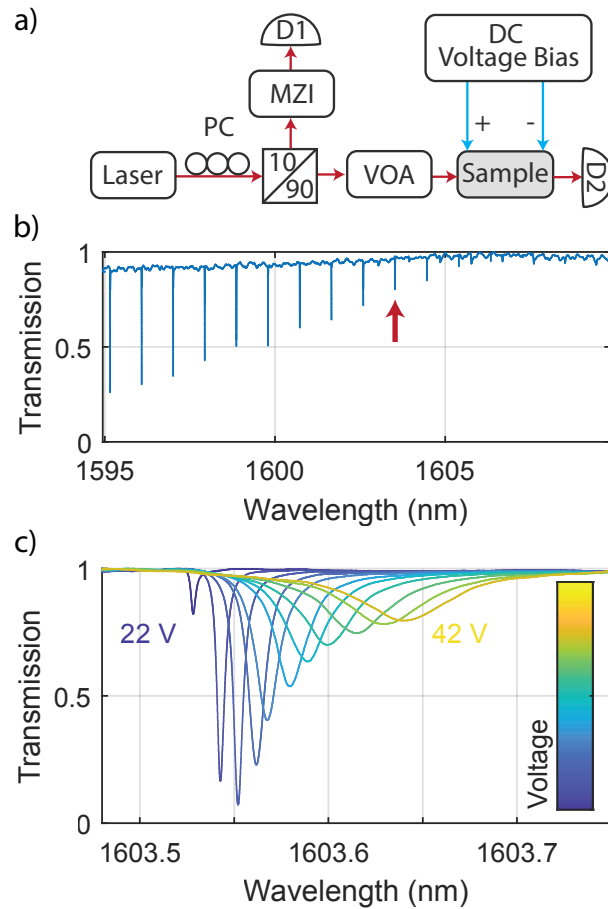 a)
D1
MZI
PC
DC
Voltage Bias
+ -
Laser
10
90
VOA
Sample
D2
b)
1
0.5
0
Transmission
1595 1600 1605
Wavelength (nm)
c)
1
0.5
0
Transmission
22 V
42 V
Voltage
1603.5 1603.6 1603.7
Wavelength (nm)